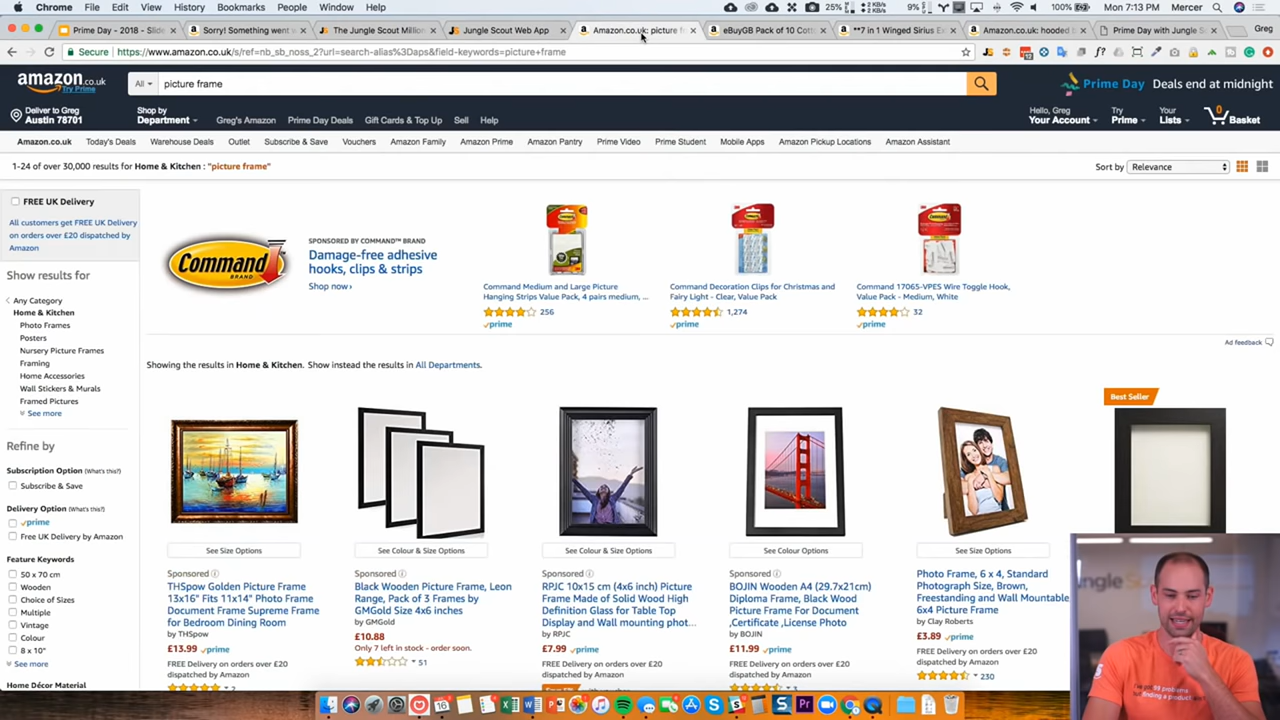 Chrome File Edit View History Bookmarks People Window Help
25% 2 KB/s 9% 100% Mon 7:13 PM Mercer
Prime Day - 2018 - Slide
Sorry! Something went w
The Jungle Scout Million
Jungle Scout Web App
Amazon.co.uk: picture f
eBuyGB Pack of 10 Cott
**7 in 1 Winged Sirius Ex
Amazon.co.uk: hooded b
Prime Day with Jungle S
Greg
Secure https://www.amazon.co.uk/s/ref=nb_sb_noss_2?url=search-alias%3Daps&field-keywords=picture+frame
amazon.co.uk
Try Prime
All picture frame
Prime Day Deals end at midnight
Deliver to Greg
Austin 78701
Shop by
Department
Greg's Amazon Prime Day Deals Gift Cards & Top Up Sell Help
Hello, Greg
Your Account
Try
Prime
Your
Lists
0
Basket
Amazon.co.uk Today's Deals Warehouse Deals Outlet Subscribe & Save Vouchers Amazon Family Amazon Prime Amazon Pantry Prime Video Prime Student Mobile Apps Amazon Pickup Locations Amazon Assistant
1-24 of over 30,000 results for Home & Kitchen : "picture frame"
Sort by Relevance
FREE UK Delivery
All customers get FREE UK Delivery
on orders over £20 dispatched by
Amazon
Show results for
Any Category
Home & Kitchen
Photo Frames
Posters
Nursery Picture Frames
Framing
Home Accessories
Wall Stickers & Murals
Framed Pictures
See more
Refine by
Subscription Option (What's this?)
Subscribe & Save
Delivery Option (What's this?)
prime
Free UK Delivery by Amazon
Feature Keywords
50 x 70 cm
Wooden
Choice of Sizes
Multiple
Vintage
Colour
8 x 10"
See more
Home Décor Material
Command
BRAND
SPONSORED BY COMMAND™ BRAND
Damage-free adhesive
hooks, clips & strips
Shop now ›
Command Medium and Large Picture
Hanging Strips Value Pack, 4 pairs medium, ...
256
prime
Command Decoration Clips for Christmas and
Fairy Light - Clear, Value Pack
1,274
prime
Command 17065-VPES Wire Toggle Hook,
Value Pack - Medium, White
32
prime
Ad feedback
Showing the results in Home & Kitchen. Show instead the results in All Departments.
See Size Options
Sponsored
THSpow Golden Picture Frame
13x16" Fits 11x14" Photo Frame
Document Frame Supreme Frame
for Bedroom Dining Room
by THSpow
£13.99 prime
FREE Delivery on orders over £20
dispatched by Amazon
2
See Colour & Size Options
Sponsored
Black Wooden Picture Frame, Leon
Range, Pack of 3 Frames by
GMGold Size 4x6 inches
by GMGold
£10.88
Only 7 left in stock - order soon.
51
See Colour & Size Options
Sponsored
RPJC 10x15 cm (4x6 inch) Picture
Frame Made of Solid Wood High
Definition Glass for Table Top
Display and Wall mounting phot...
by RPJC
£7.99 prime
FREE Delivery on orders over £20
dispatched by Amazon
See Colour Options
Sponsored
BOJIN Wooden A4 (29.7x21cm)
Diploma Frame, Black Wood
Picture Frame For Document
,Certificate ,License Photo
by BOJIN
£11.99 prime
FREE Delivery on orders over £20
dispatched by Amazon
3
See Size Options
Photo Frame, 6 x 4, Standard
Photograph Size, Brown,
Freestanding and Wall Mountable
6x4 Picture Frame
by Clay Roberts
£3.89 prime
FREE Delivery on orders over £20
dispatched by Amazon
230
Best Seller
ungle Sc
99 problems